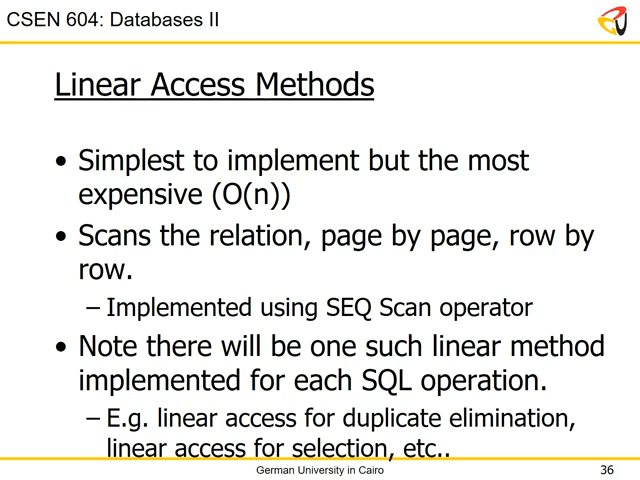 CSEN 604: Databases II
Linear Access Methods
• Simplest to implement but the most
expensive (O(n))
• Scans the relation, page by page, row by
row.
– Implemented using SEQ Scan operator
• Note there will be one such linear method
implemented for each SQL operation.
– E.g. linear access for duplicate elimination,
linear access for selection, etc..
German University in Cairo
36